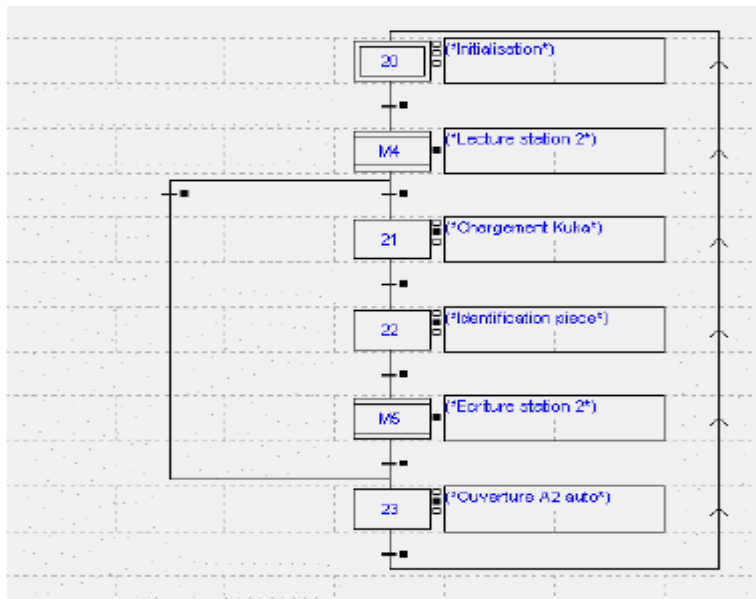 20
(*Initialisation*)
M4
(*Lecture station 2*)
21
(*Chargement Kuka*)
22
(*Identification piece*)
M5
(*Ecriture station 2*)
23
(*Ouverture A2 auto*)